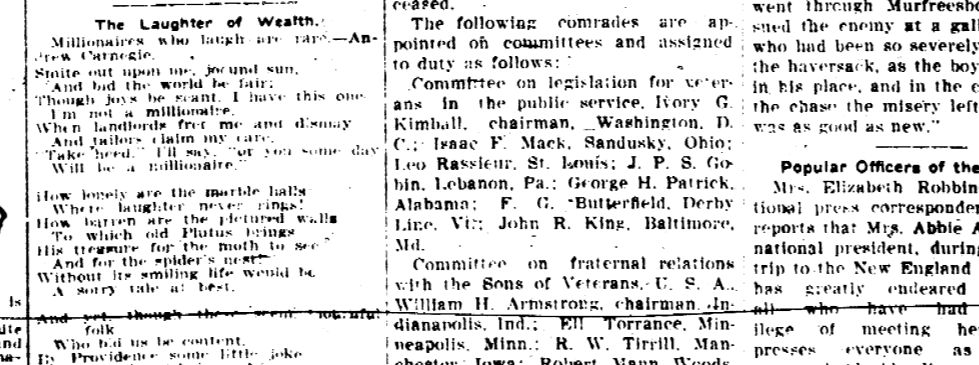 The Laughter of Wealth.
Millionaires who laugh are rare.—An-
drew Carnegie.
Smile out upon me, jocund sun,
And bid the world be fair;
Though joys be scant, I have this one
I'm not a millionaire.
When landlords fret me and dismay
And tailors claim my care,
"Take heed," I'll say, "or you some day
Will be a millionaire."
How lonely are the marble halls
Where laughter never rings!
How barren are the pictured walls
To which old Plutus brings
His treasure for the moth to see
And for the spider's nest
Without its smiling life would be
A sorry tale at best.
And yet, though there went
folk
Who bid us be content,
By Providence some little joke
ceased.
The following comrades are ap-
pointed on committees and assigned
to duty as follows:
Committee on legislation for veter-
ans in the public service, Ivory G.
Kimball, chairman, Washington, D.
C.; Isaac F. Mack, Sandusky, Ohio;
Leo Rassieur, St. Louis; J. P. S. Go-
bin, Lebanon, Pa.; George H. Patrick,
Alabama; F. G. Butterfield, Derby
Line, Vt.; John R. King, Baltimore,
Md.
Committee on fraternal relations
with the Sons of Veterans, U. S. A.,
William H. Armstrong, chairman, In-
dianapolis, Ind.; Ell Torrance, Min-
neapolis, Minn.; R. W. Tirrill, Man-
chester, Iowa; Robert Mann Woods,
went through Murfreesbo
sued the enemy at a gall
who had been so severely
the haversack, as the boy
in his place, and in the c
the chase the misery left
was as good as new."
Popular Officers of the
Mrs. Elizabeth Robbin
tional press corresponden
reports that Mrs. Abbie A
national president, during
trip to the New England
has greatly endeared
all who have had
ilege of meeting he
presses everyone as